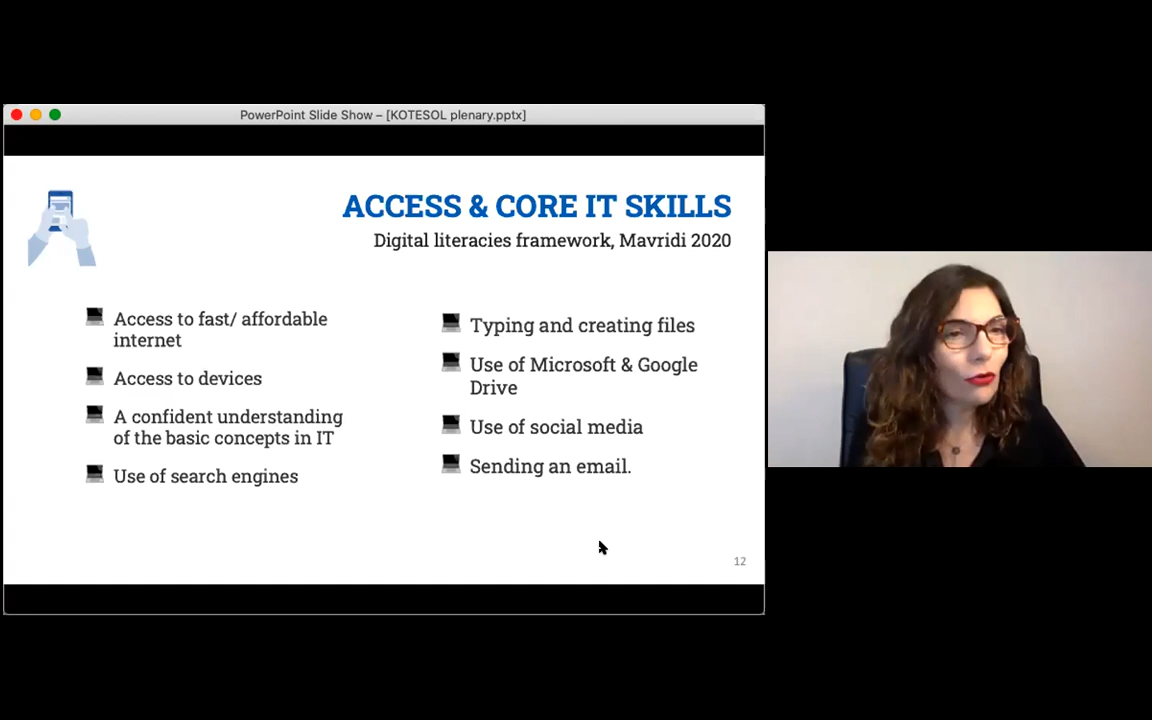 PowerPoint Slide Show – [KOTESOL plenary.pptx]
ACCESS & CORE IT SKILLS
Digital literacies framework, Mavridi 2020
Access to fast/ affordable
internet
Access to devices
A confident understanding
of the basic concepts in IT
Use of search engines
Typing and creating files
Use of Microsoft & Google
Drive
Use of social media
Sending an email.
12